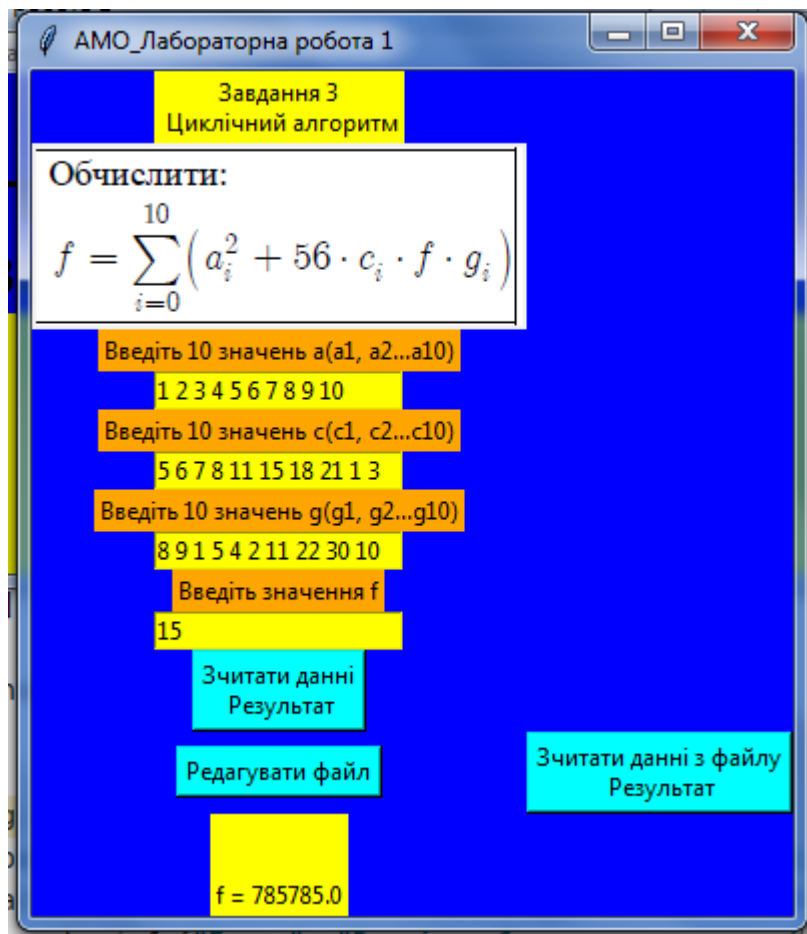 АМО_Лабораторна робота 1
Завдання 3
Циклічний алгоритм
Обчислити:
10
f = ∑ ( a_i^2 + 56 · c_i · f · g_i )
i=0
Введіть 10 значень a(a1, a2...a10)
1 2 3 4 5 6 7 8 9 10
Введіть 10 значень c(c1, c2...c10)
5 6 7 8 11 15 18 21 1 3
Введіть 10 значень g(g1, g2...g10)
8 9 1 5 4 2 11 22 30 10
Введіть значення f
15
Зчитати данні
Результат
Редагувати файл
Зчитати данні з файлу
Результат
f = 785785.0